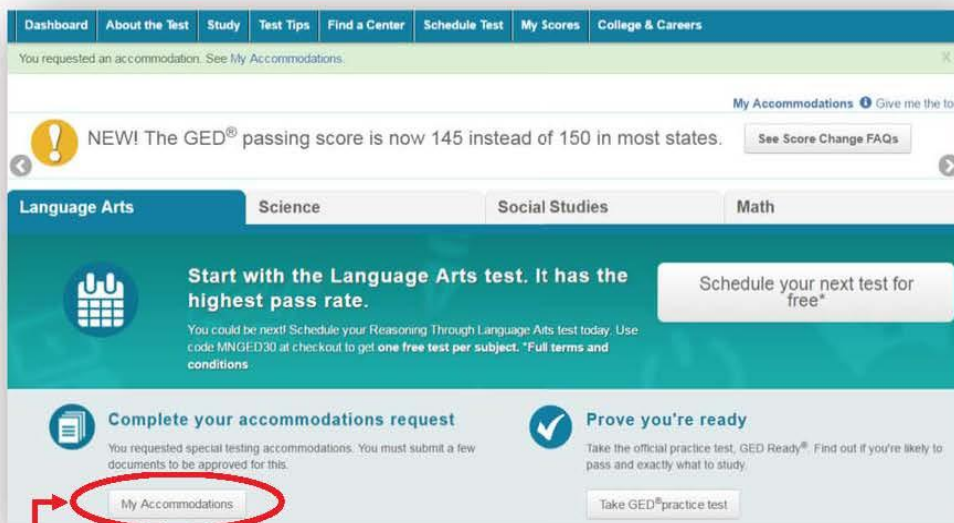 Dashboard About the Test Study Test Tips Find a Center Schedule Test My Scores College & Careers
You requested an accommodation. See My Accommodations. X
My Accommodations Give me the to
NEW! The GED® passing score is now 145 instead of 150 in most states. See Score Change FAQs
Language Arts Science Social Studies Math
Start with the Language Arts test. It has the
highest pass rate.
Schedule your next test for
free*
You could be next! Schedule your Reasoning Through Language Arts test today. Use
code MNGED30 at checkout to get one free test per subject. *Full terms and
conditions
Complete your accommodations request
You requested special testing accommodations. You must submit a few
documents to be approved for this.
My Accommodations
Prove you're ready
Take the official practice test, GED Ready®. Find out if you're likely to
pass and exactly what to study.
Take GED®practice test